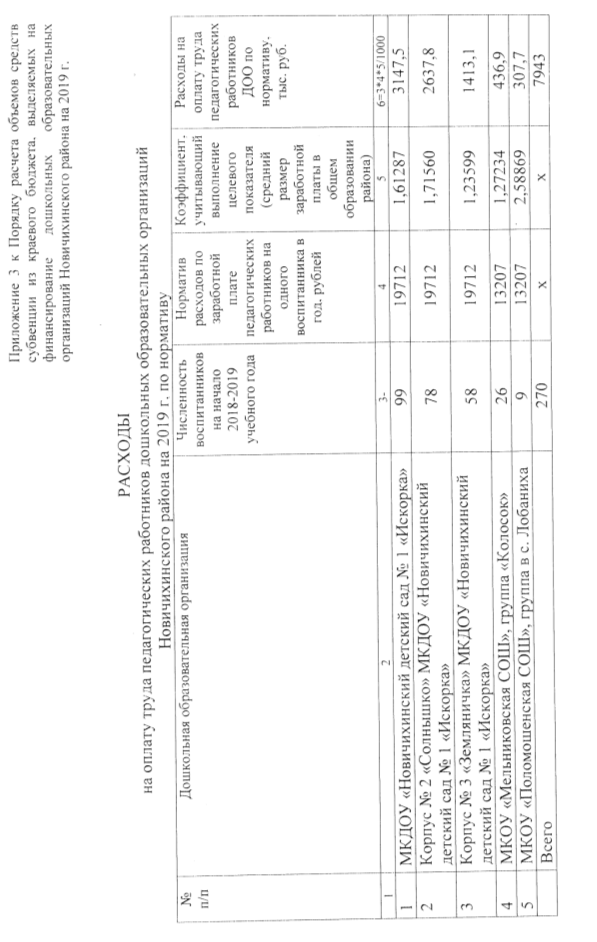 Приложение 3 к Порядку расчета объемов средств
субвенции из краевого бюджета, выделяемых на
финансирование дошкольных образовательных
организаций Новичихинского района на 2019 г.
РАСХОДЫ
на оплату труда педагогических работников дошкольных образовательных организаций
Новичихинского района на 2019 г. по нормативу
№
п/п
Дошкольная образовательная организация
Численность
воспитанников
на начало
2018-2019
учебного года
Норматив
расходов по
заработной
плате
педагогических
работников на
одного
воспитанника в
год, рублей
Коэффициент,
учитывающий
выполнение
целевого
показателя
(средний
размер
заработной
платы в
общем
образовании
района)
Расходы на
оплату труда
педагогических
работников
ДОО по
нормативу.
тыс. руб.
1 2 3- 4 5 6=3*4*5/1000
1 МКДОУ «Новичихинский детский сад № 1 «Искорка» 99 19712 1,61287 3147,5
2 Корпус № 2 «Солнышко» МКДОУ «Новичихинский 78 19712 1,71560 2637,8
детский сад № 1 «Искорка»
3 Корпус № 3 «Земляничка» МКДОУ «Новичихинский 58 19712 1,23599 1413,1
детский сад № 1 «Искорка»
4 МКОУ «Мельниковская СОШ», группа «Колосок» 26 13207 1,27234 436,9
5 МКОУ «Поломошенская СОШ», группа в с. Лобаниха 9 13207 2,58869 307,7
Всего 270 х х 7943